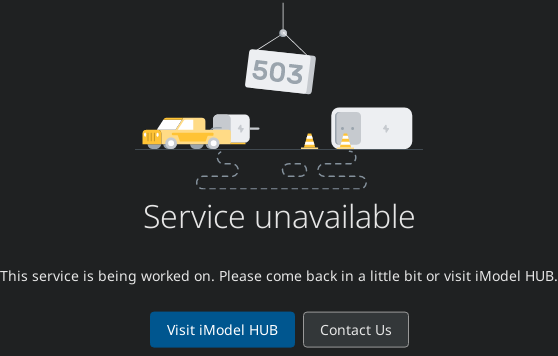 503
Service unavailable
This service is being worked on. Please come back in a little bit or visit iModel HUB.
Visit iModel HUB
Contact Us